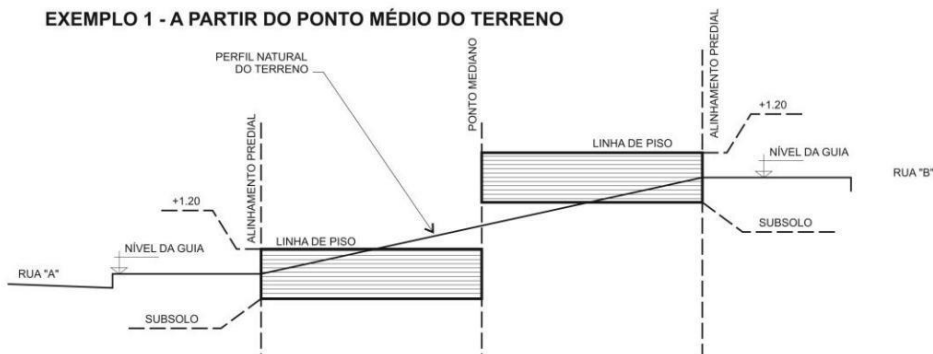 EXEMPLO 1 - A PARTIR DO PONTO MÉDIO DO TERRENO
PERFIL NATURAL
DO TERRENO
PONTO MEDIANO
ALINHAMENTO PREDIAL
+1.20
LINHA DE PISO
NÍVEL DA GUIA
RUA "B"
SUBSOLO
ALINHAMENTO PREDIAL
+1.20
LINHA DE PISO
NÍVEL DA GUIA
RUA "A"
SUBSOLO